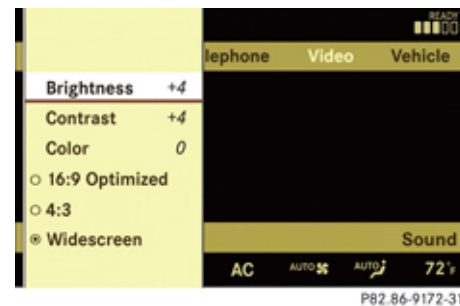 READY
lephone Video Vehicle
Brightness +4
Contrast +4
Color 0
16:9 Optimized
4:3
Widescreen
Sound
AC AUTO AUTO 72°F
P82.86-9172-31